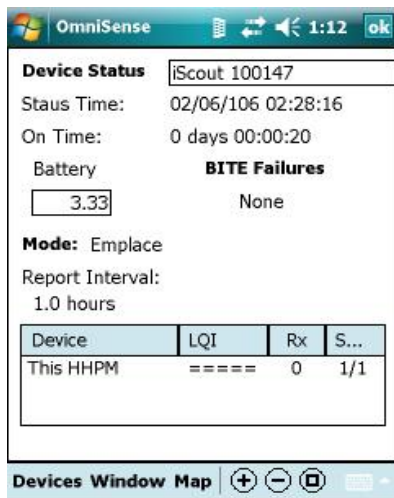 OmniSense 1:12 ok
Device Status iScout 100147
Staus Time: 02/06/106 02:28:16
On Time: 0 days 00:00:20
Battery BITE Failures
3.33 None
Mode: Emplace
Report Interval:
1.0 hours
Device LQI Rx S...
This HHPM ===== 0 1/1
Devices Window Map